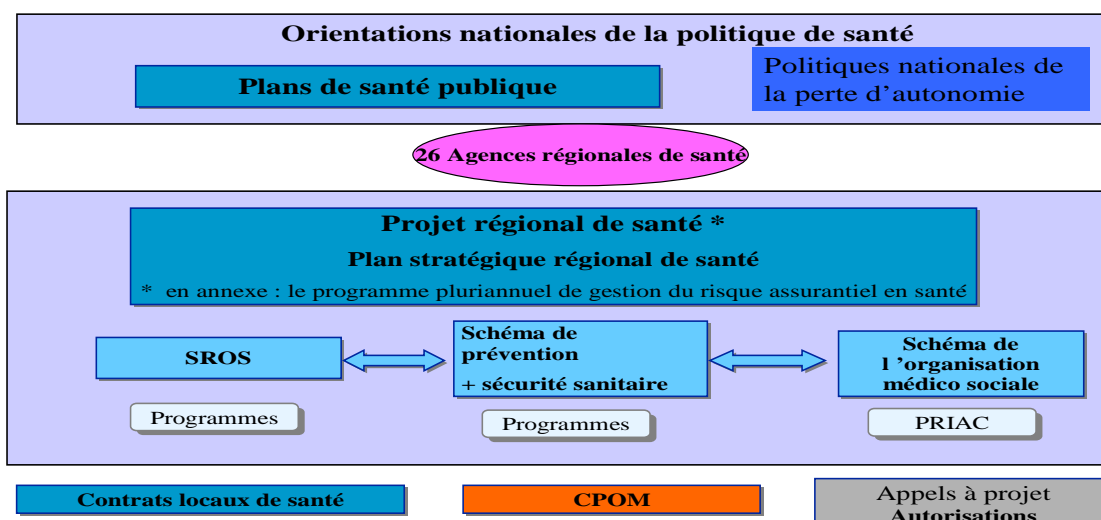 Orientations nationales de la politique de santé
Plans de santé publique
Politiques nationales de
la perte d’autonomie
26 Agences régionales de santé
Projet régional de santé *
Plan stratégique régional de santé
* en annexe : le programme pluriannuel de gestion du risque assurantiel en santé
SROS
Schéma de
prévention
+ sécurité sanitaire
Schéma de
l ’organisation
médico sociale
Programmes
Programmes
PRIAC
Contrats locaux de santé
CPOM
Appels à projet
Autorisations